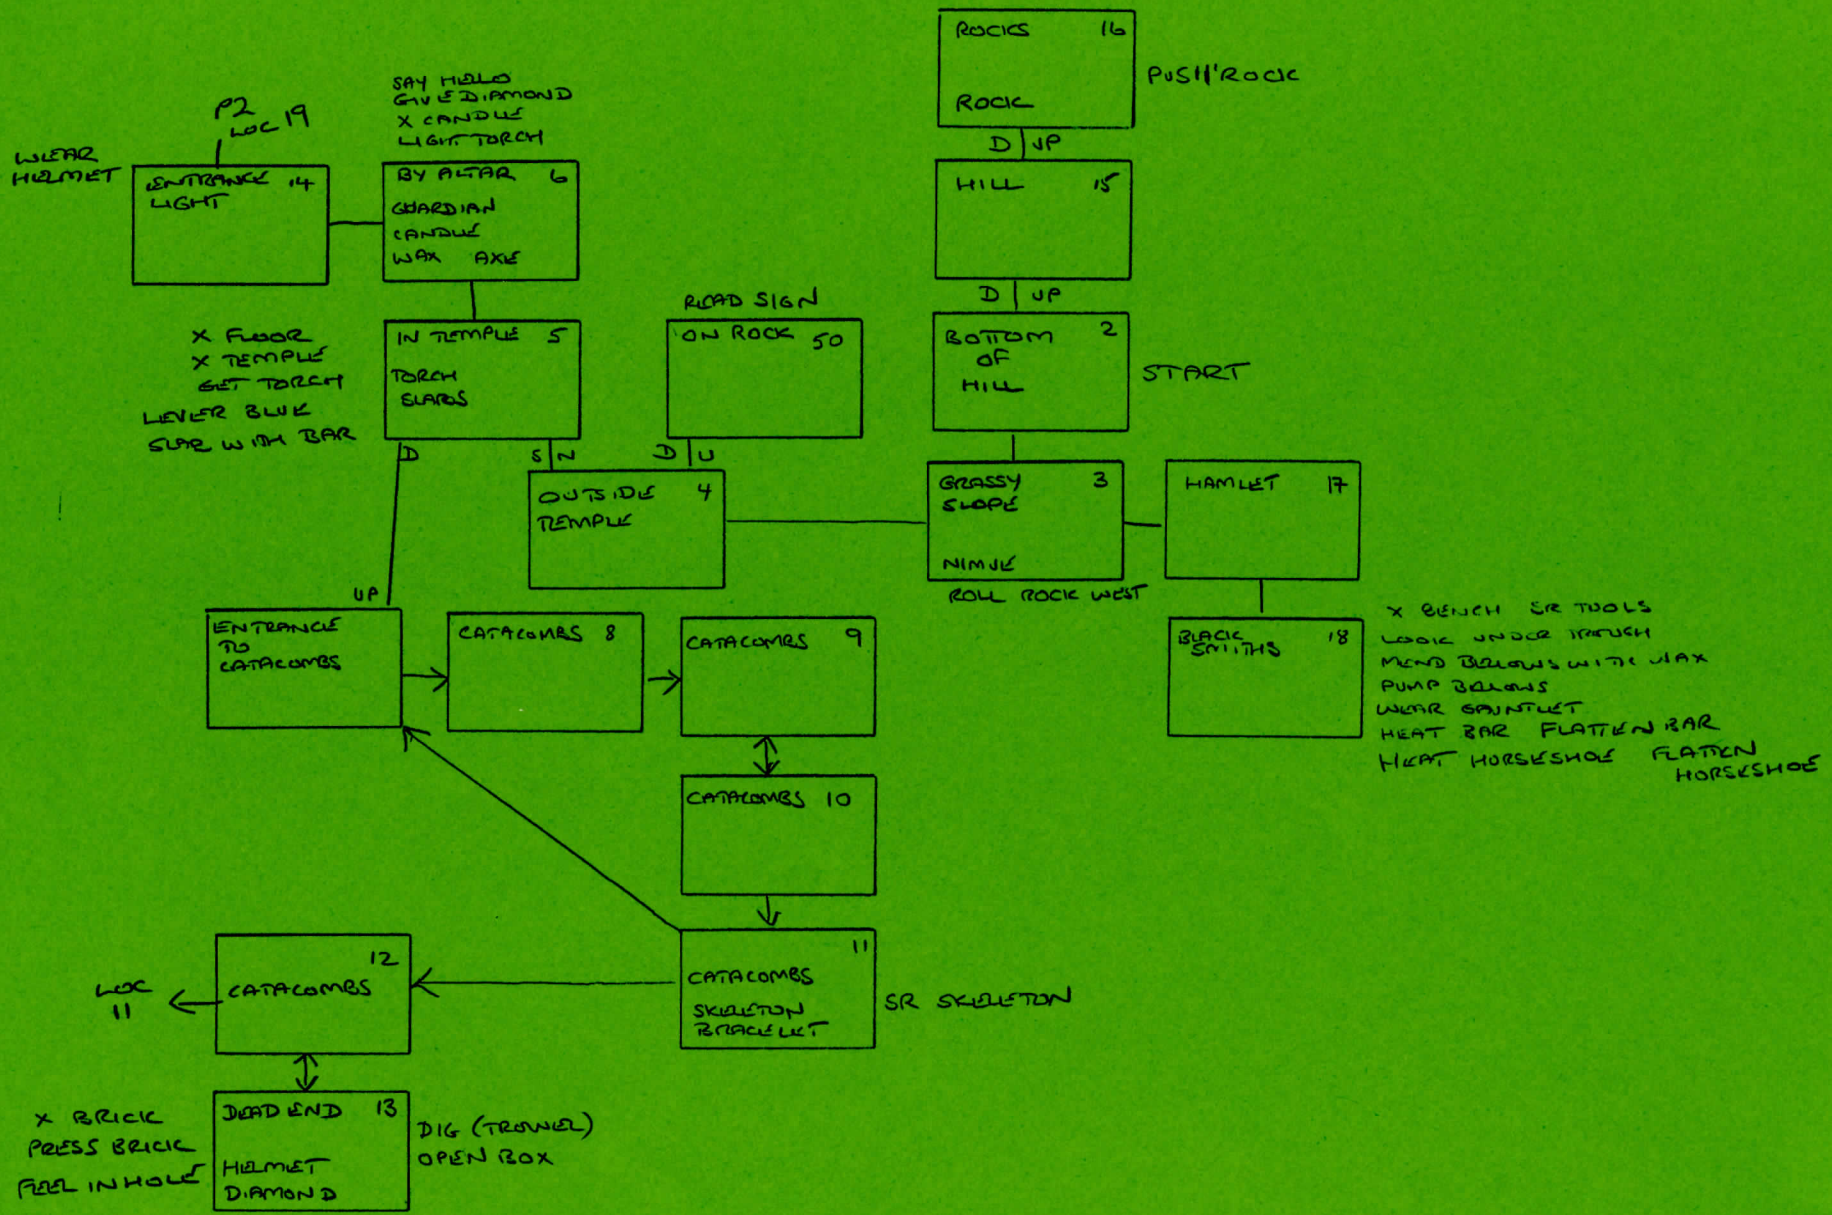 ROCKS 16
ROCK
PUSH ROCK
D UP
SAY HELLO
GIVE DIAMOND
X CANDLE
LIGHT TORCH
P2
LOC 19
WEAR
HELMET
ENTRANCE 14
LIGHT
BY ALTAR 6
GUARDIAN
CANDLE
WAX AXE
HILL 15
D UP
READ SIGN
X FLOOR
X TEMPLE
GET TORCH
LEVER BLUE
SLAB WITH BAR
IN TEMPLE 5
TORCH
SLABS
ON ROCK 50
BOTTOM 2
OF
HILL
START
D
S N
D U
OUTSIDE 4
TEMPLE
GRASSY 3
SLOPE
NIMUE
ROLL ROCK WEST
HAMLET 17
UP
ENTRANCE
TO
CATACOMBS
CATACOMBS 8
CATACOMBS 9
BLACK 18
SMITHS
X BENCH SR TOOLS
LOOK UNDER TROUGH
MEND BELLOWS WITH WAX
PUMP BELLOWS
WEAR GAUNTLET
HEAT BAR FLATTEN BAR
HEAT HORSESHOE FLATTEN
HORSESHOE
CATACOMBS 10
11
CATACOMBS
SKELETON
BRACELET
SR SKELETON
12
CATACOMBS
LOC
11
X BRICK
PRESS BRICK
FEEL IN HOLE
DEAD END 13
HELMET
DIAMOND
DIG (TROWEL)
OPEN BOX